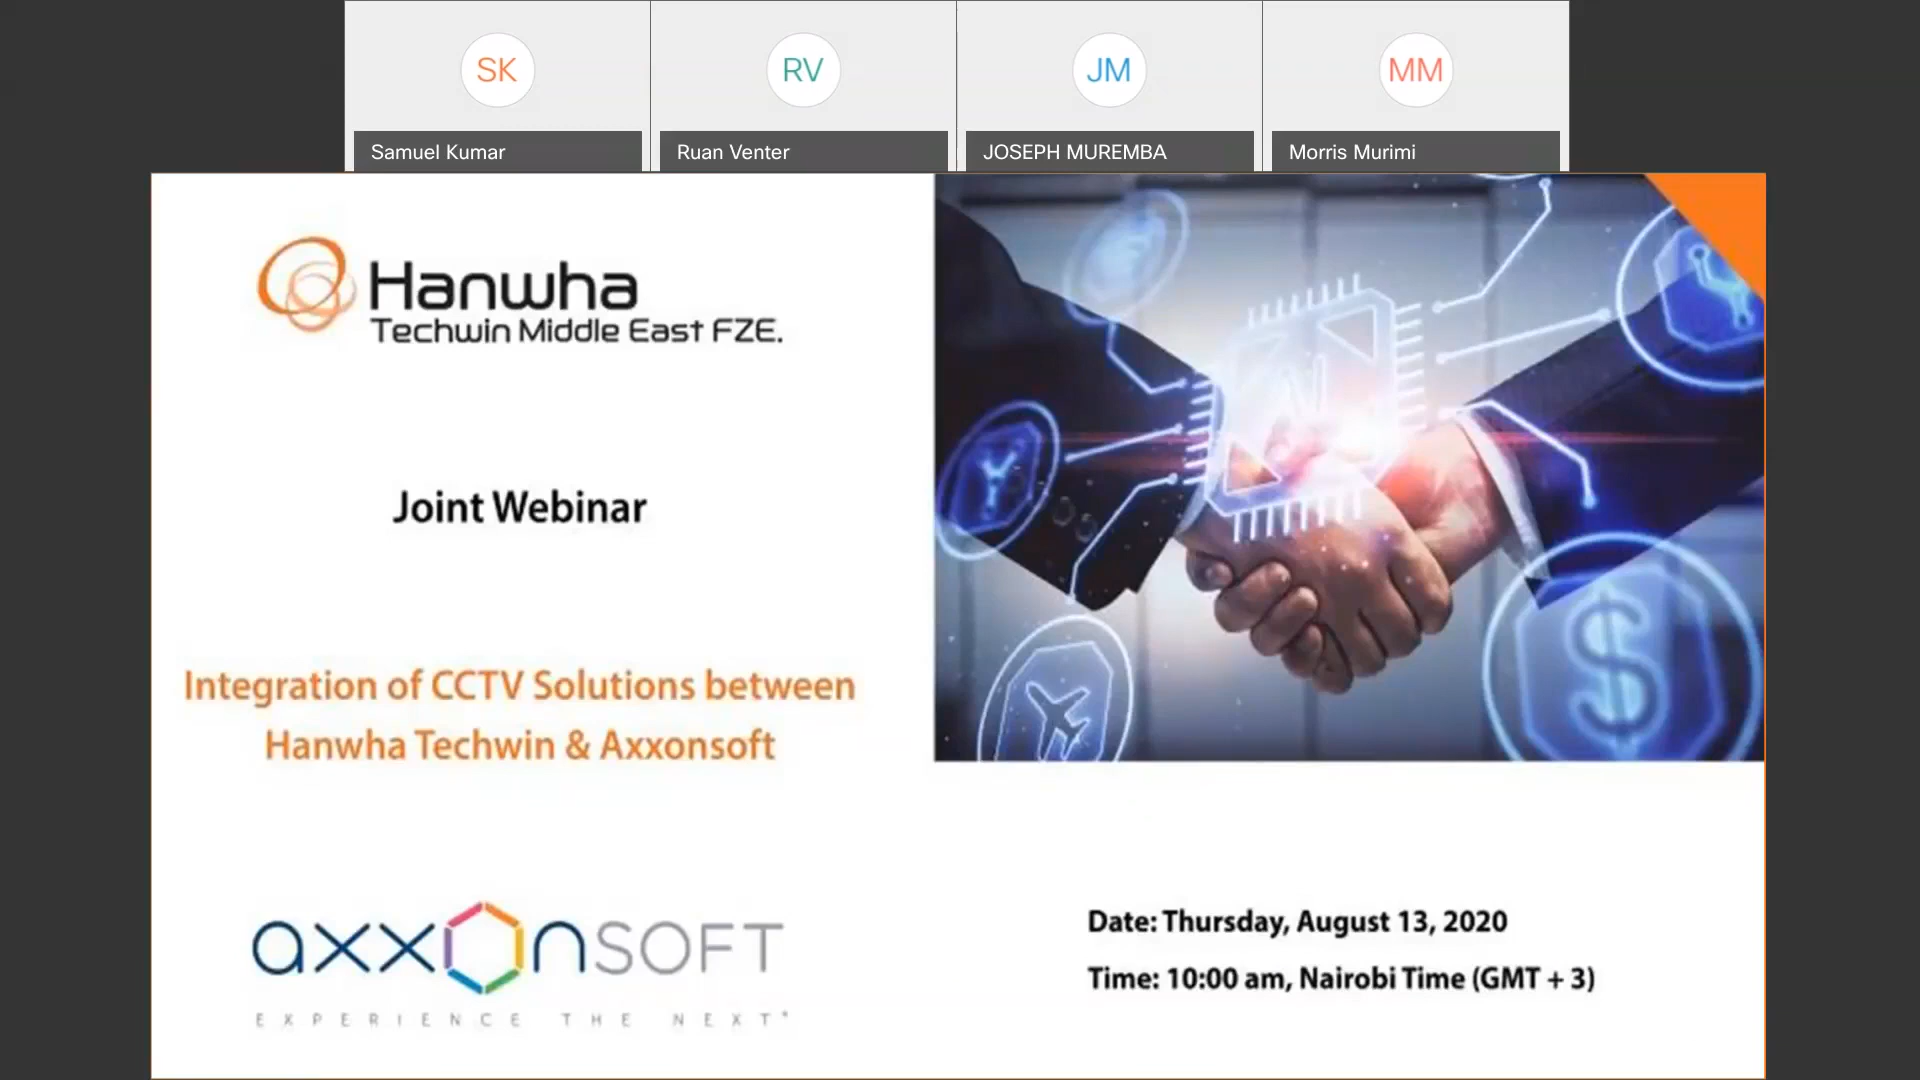 SK
RV
JM
MM
Samuel Kumar
Ruan Venter
JOSEPH MUREMBA
Morris Murimi
Hanwha
Techwin Middle East FZE.
Joint Webinar
Integration of CCTV Solutions between
Hanwha Techwin & Axxonsoft
axxonsoft
EXPERIENCE THE NEXT
Date: Thursday, August 13, 2020
Time: 10:00 am, Nairobi Time (GMT + 3)